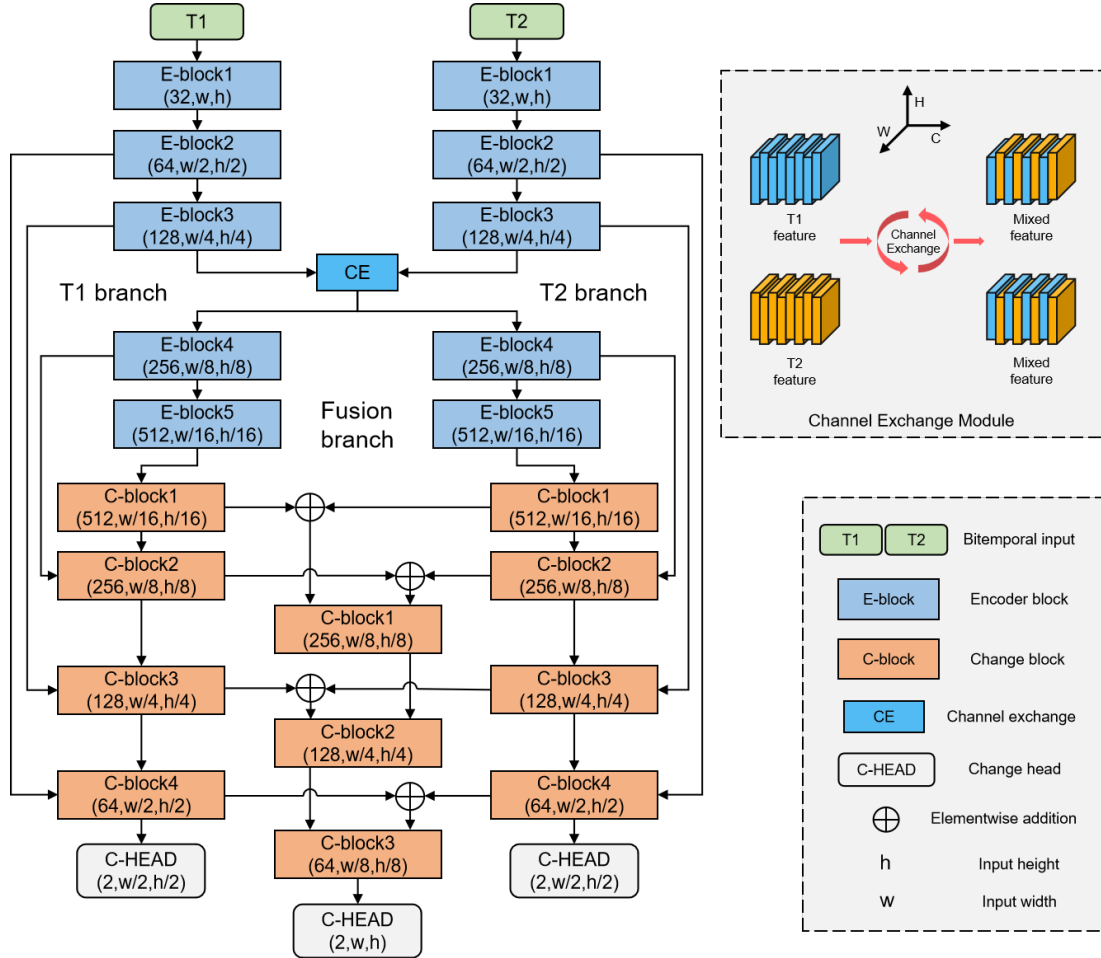 T1
T2
E-block1
(32,w,h)
E-block1
(32,w,h)
E-block2
(64,w/2,h/2)
E-block2
(64,w/2,h/2)
E-block3
(128,w/4,h/4)
E-block3
(128,w/4,h/4)
CE
T1 branch
T2 branch
E-block4
(256,w/8,h/8)
E-block4
(256,w/8,h/8)
E-block5
(512,w/16,h/16)
Fusion
branch
E-block5
(512,w/16,h/16)
C-block1
(512,w/16,h/16)
C-block1
(512,w/16,h/16)
C-block2
(256,w/8,h/8)
C-block2
(256,w/8,h/8)
C-block1
(256,w/8,h/8)
C-block3
(128,w/4,h/4)
C-block3
(128,w/4,h/4)
C-block2
(128,w/4,h/4)
C-block4
(64,w/2,h/2)
C-block4
(64,w/2,h/2)
C-block3
(64,w/8,h/8)
C-HEAD
(2,w/2,h/2)
C-HEAD
(2,w/2,h/2)
C-HEAD
(2,w,h)
H
W
C
T1
feature
Channel
Exchange
Mixed
feature
T2
feature
Mixed
feature
Channel Exchange Module
T1 T2 Bitemporal input
E-block Encoder block
C-block Change block
CE Channel exchange
C-HEAD Change head
Elementwise addition
h Input height
w Input width